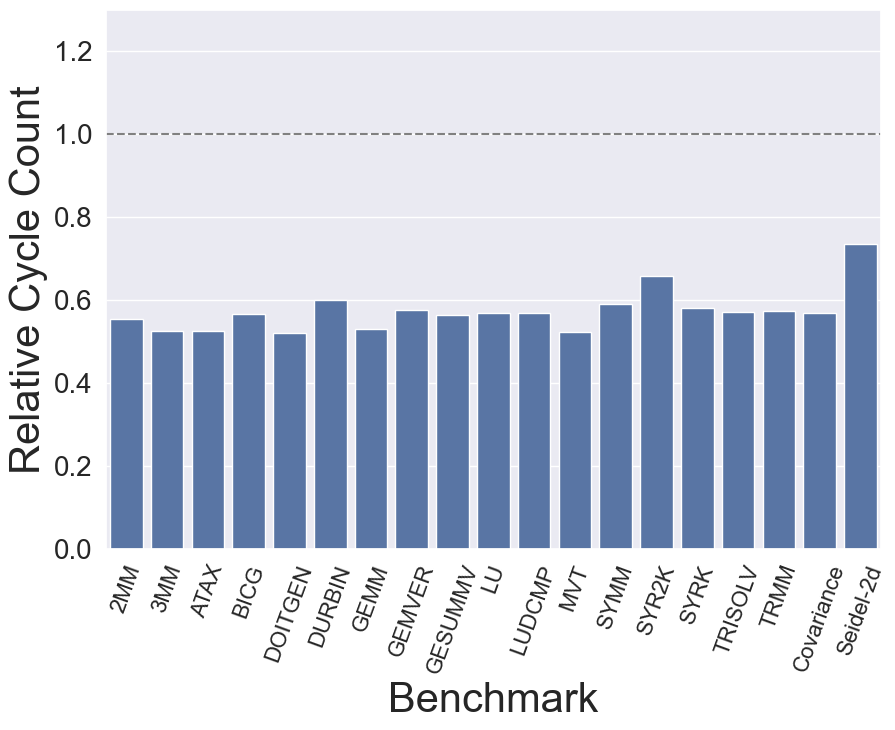 Relative Cycle Count
1.2
1.0
0.8
0.6
0.4
0.2
0.0
2MM
3MM
ATAX
BICG
DOITGEN
DURBIN
GEMM
GEMVER
GESUMMV
LU
LUDCMP
MVT
SYMM
SYR2K
SYRK
TRISOLV
TRMM
Covariance
Seidel-2d
Benchmark